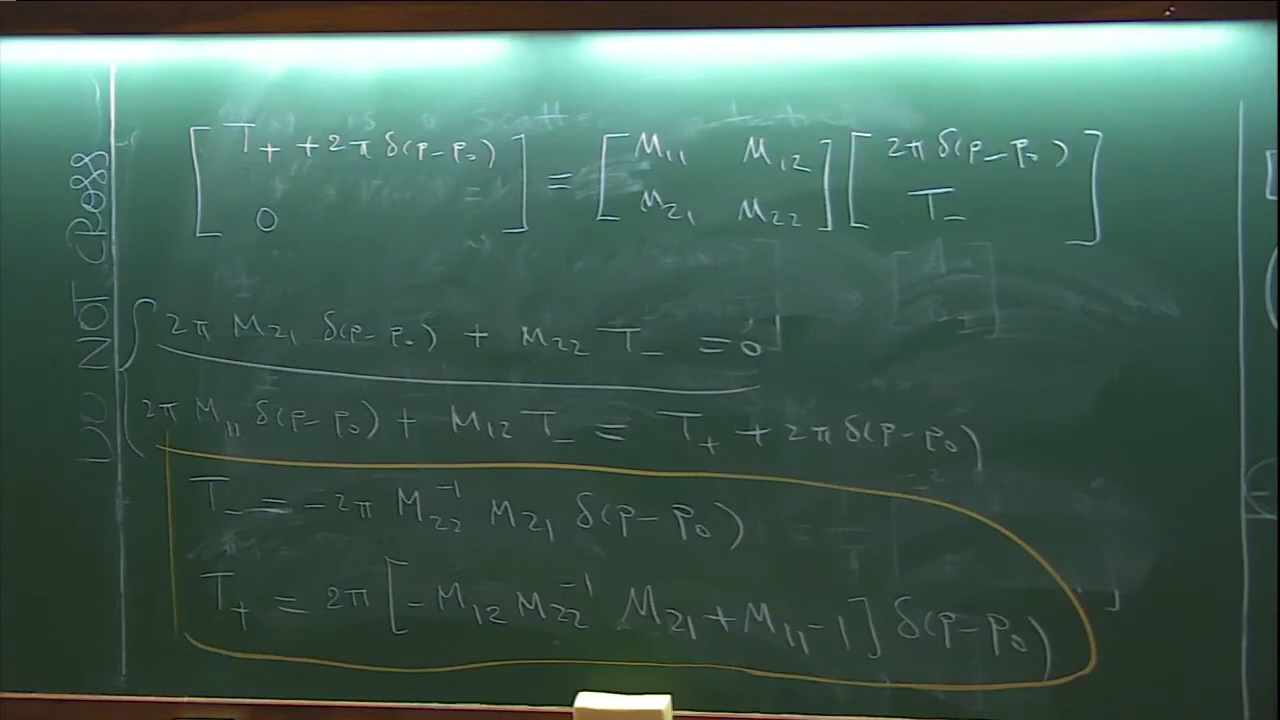 [ T₊ + 2π δ(p-p₀) ] = [ M₁₁ M₁₂ ] [ 2π δ(p-p₀) ]
[ 0 ] [ M₂₁ M₂₂ ] [ T₋ ]
{ 2π M₂₁ δ(p-p₀) + M₂₂ T₋ = 0
2π M₁₁ δ(p-p₀) + M₁₂ T₋ = T₊ + 2π δ(p-p₀)
T₋ = -2π M₂₂⁻¹ M₂₁ δ(p-p₀)
T₊ = 2π [-M₁₂ M₂₂⁻¹ M₂₁ + M₁₁ - 1] δ(p-p₀)
DO NOT CROSS